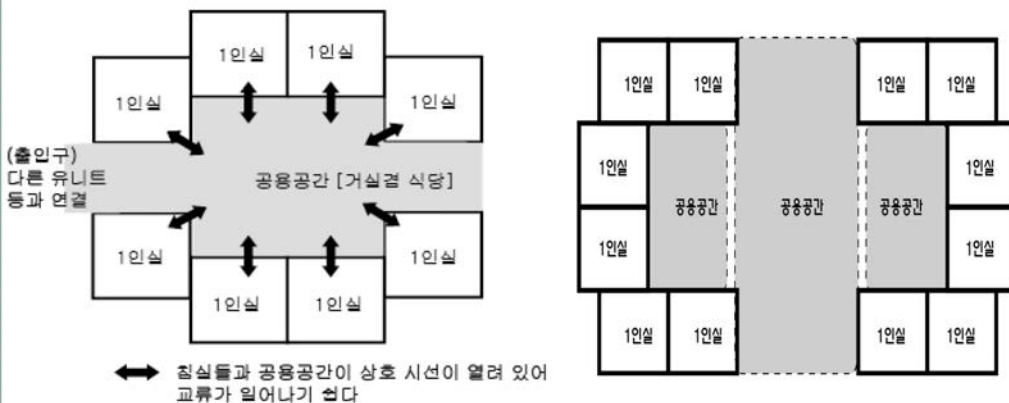 1인실
1인실
1인실
1인실
(출입구)
다른 유니트
등과 연결
공용공간 [거실겸 식당]
1인실
1인실
1인실
1인실
침실들과 공용공간이 상호 시선이 열려 있어
교류가 일어나기 쉽다
1인실
1인실
1인실
1인실
1인실
1인실
공용공간
공용공간
공용공간
1인실
1인실
1인실
1인실
1인실
1인실